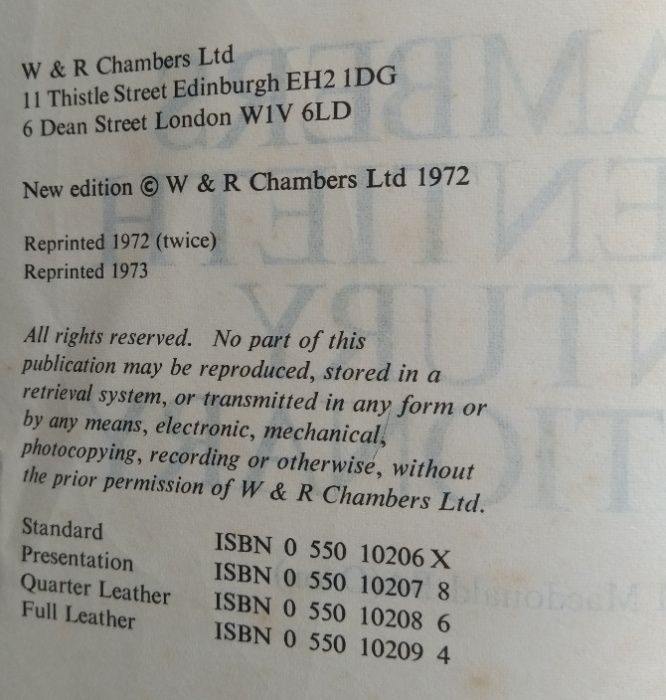 W & R Chambers Ltd
11 Thistle Street Edinburgh EH2 1DG
6 Dean Street London W1V 6LD
New edition © W & R Chambers Ltd 1972
Reprinted 1972 (twice)
Reprinted 1973
All rights reserved. No part of this
publication may be reproduced, stored in a
retrieval system, or transmitted in any form or
by any means, electronic, mechanical,
photocopying, recording or otherwise, without
the prior permission of W & R Chambers Ltd.
Standard ISBN 0 550 10206 X
Presentation ISBN 0 550 10207 8
Quarter Leather ISBN 0 550 10208 6
Full Leather ISBN 0 550 10209 4